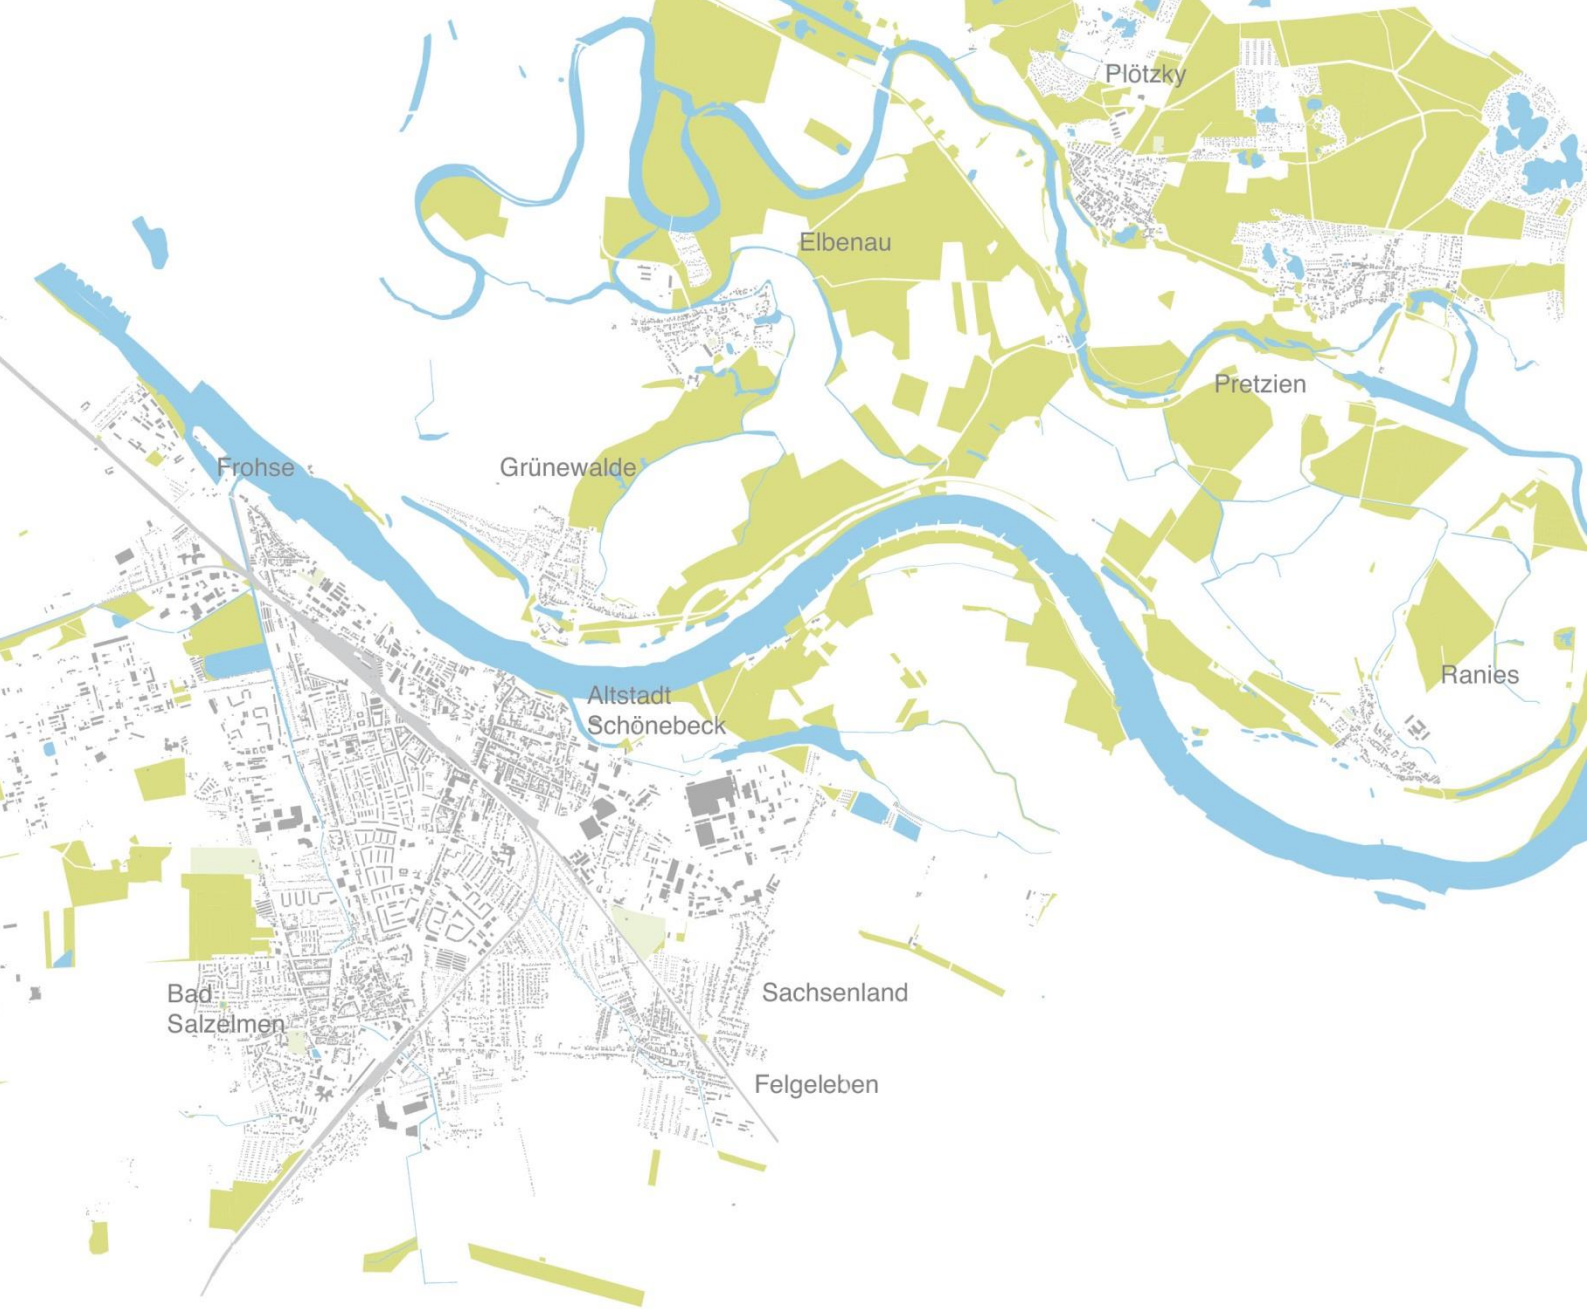 Plötzky
Elbenau
Pretzien
Frohse
Grünewalde
Ranies
Altstadt
Schönebeck
Bad
Salzelmen
Sachsenland
Felgeleben